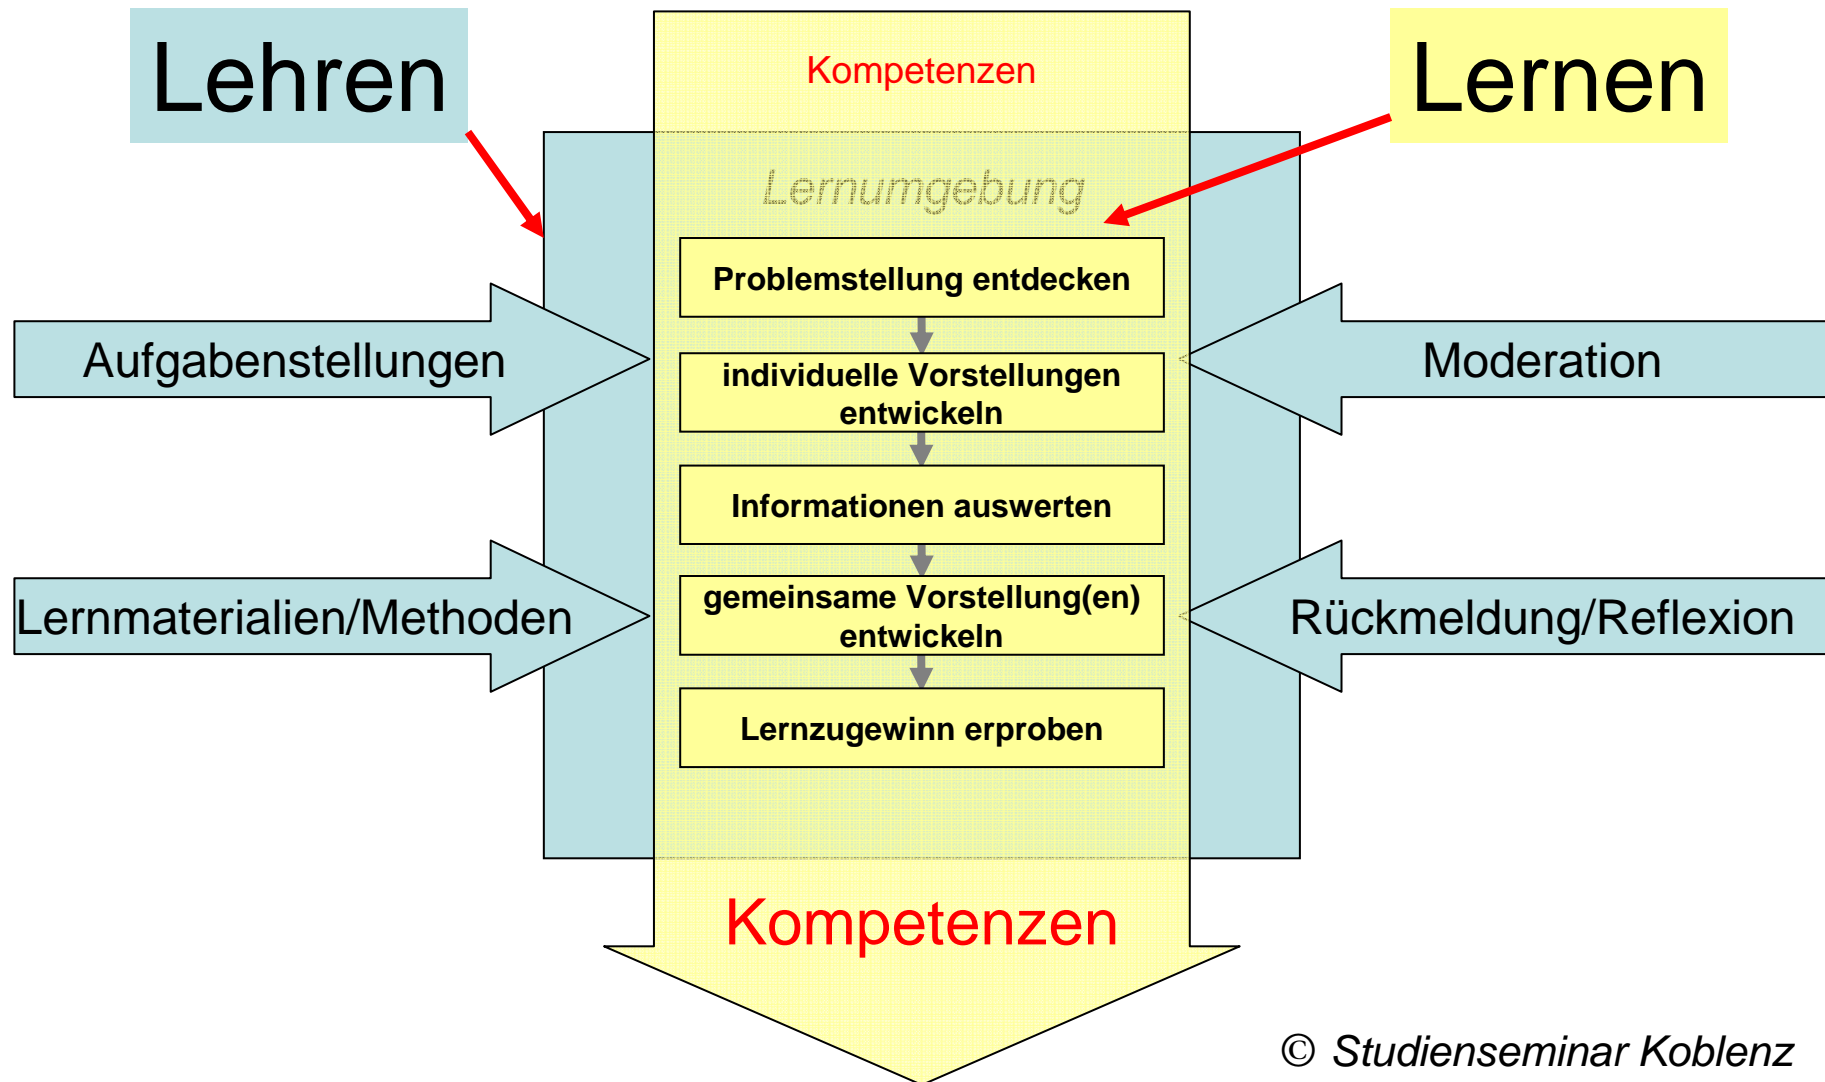 Lehren
Kompetenzen
Lernen
Lernumgebung
Problemstellung entdecken
Aufgabenstellungen
individuelle Vorstellungen
entwickeln
Moderation
Informationen auswerten
Lernmaterialien/Methoden
gemeinsame Vorstellung(en)
entwickeln
Rückmeldung/Reflexion
Lernzugewinn erproben
Kompetenzen
© Studienseminar Koblenz